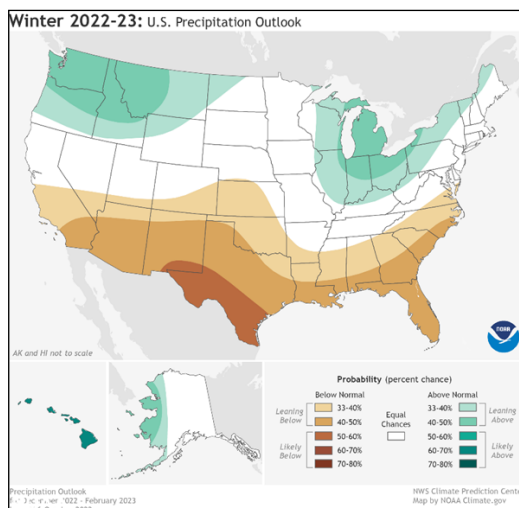 Winter 2022-23: U.S. Precipitation Outlook
NOAA
AK and HI not to scale
Probability (percent chance)
Below Normal
Above Normal
Leaning Below
33-40%
40-50%
Equal Chances
33-40%
40-50%
Leaning Above
Likely Below
50-60%
60-70%
70-80%
50-60%
60-70%
70-80%
Likely Above
Precipitation Outlook
2022 - February 2023
NWS Climate Prediction Cente
Map by NOAA Climate.gov